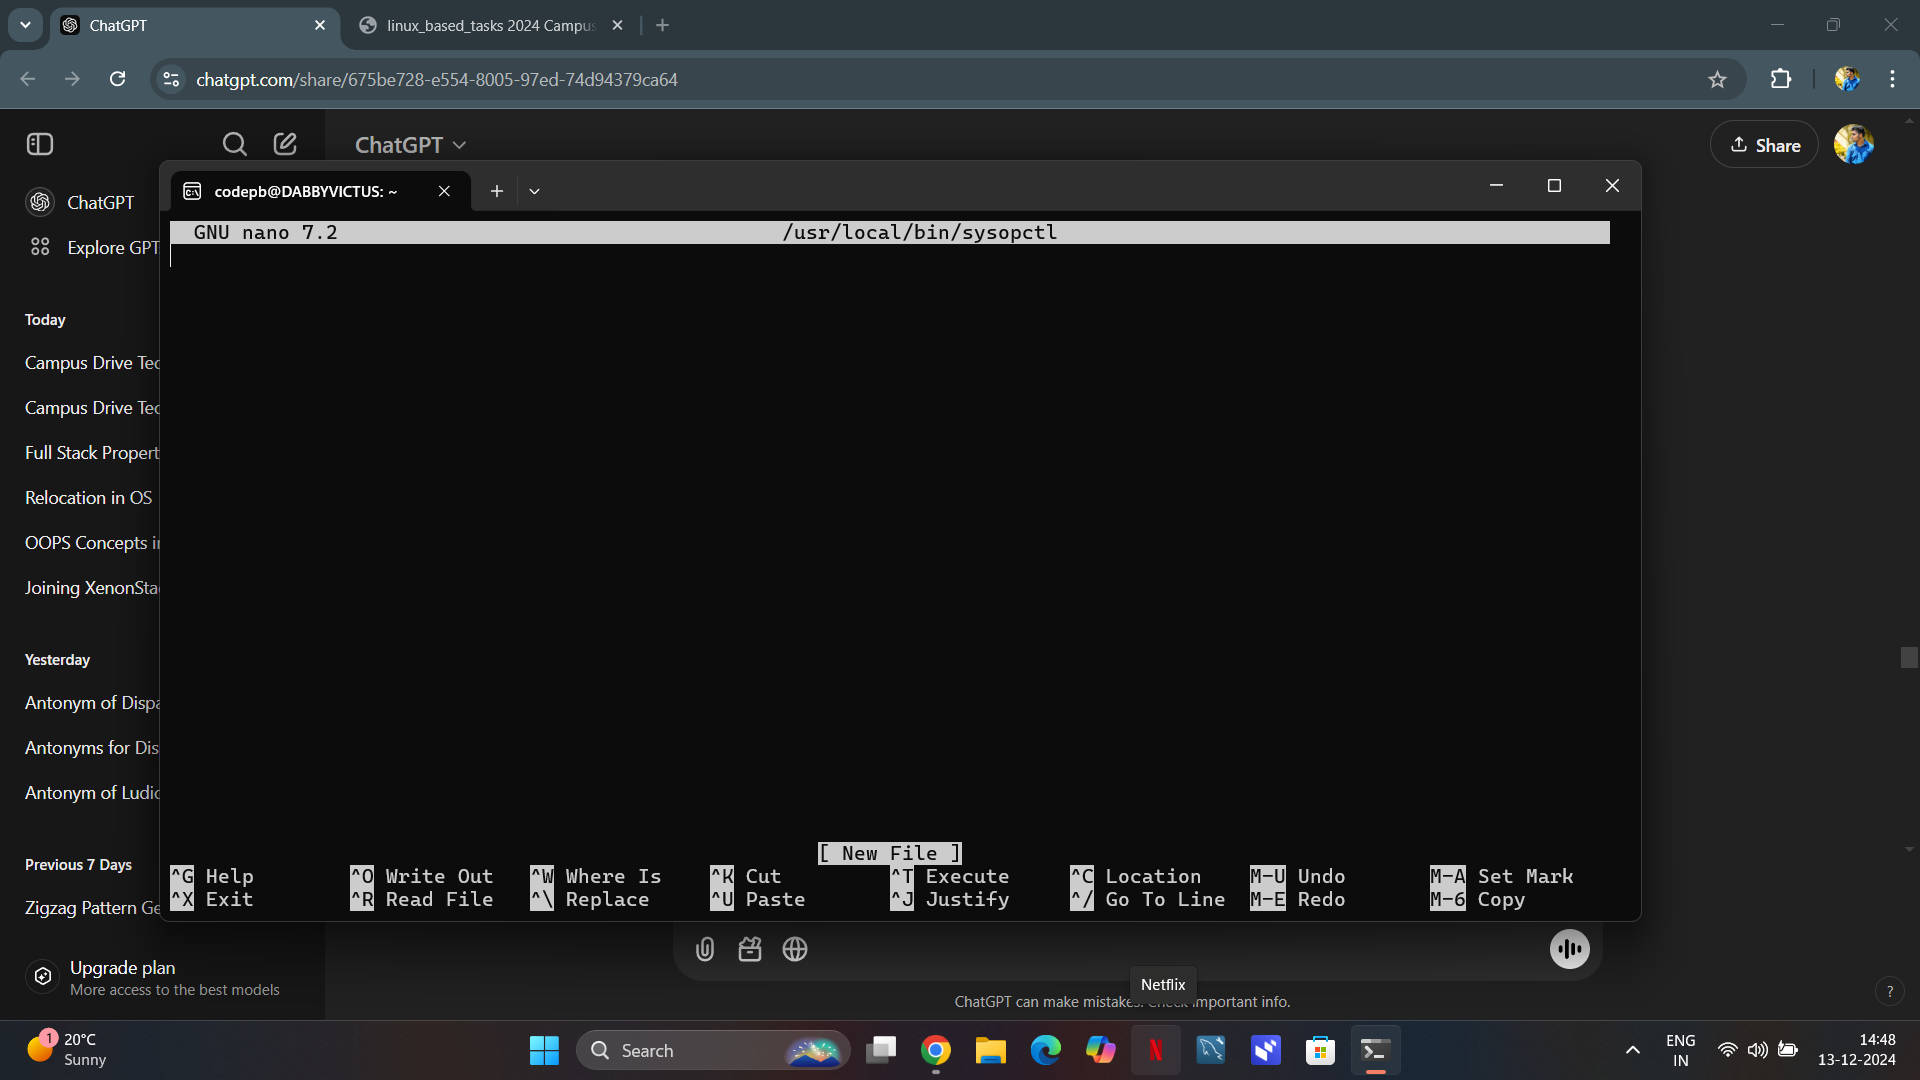 ChatGPT
linux_based_tasks 2024 Campus
chatgpt.com/share/675be728-e554-8005-97ed-74d94379ca64
ChatGPT
Share
ChatGPT
Explore GPT
Today
Campus Drive Tec
Campus Drive Tec
Full Stack Propert
Relocation in OS
OOPS Concepts in
Joining XenonSta
Yesterday
Antonym of Dispa
Antonyms for Dis
Antonym of Ludic
Previous 7 Days
Zigzag Pattern Ge
Upgrade plan
More access to the best models
codepb@DABBYVICTUS: ~
GNU nano 7.2 /usr/local/bin/sysopctl
[ New File ]
^G Help ^O Write Out ^W Where Is ^K Cut ^T Execute ^C Location M-U Undo M-A Set Mark
^X Exit ^R Read File ^\ Replace ^U Paste ^J Justify ^/ Go To Line M-E Redo M-6 Copy
Netflix
ChatGPT can make mistakes. Check important info.
?
1
20°C
Sunny
Search
N
ENG
IN
14:48
13-12-2024